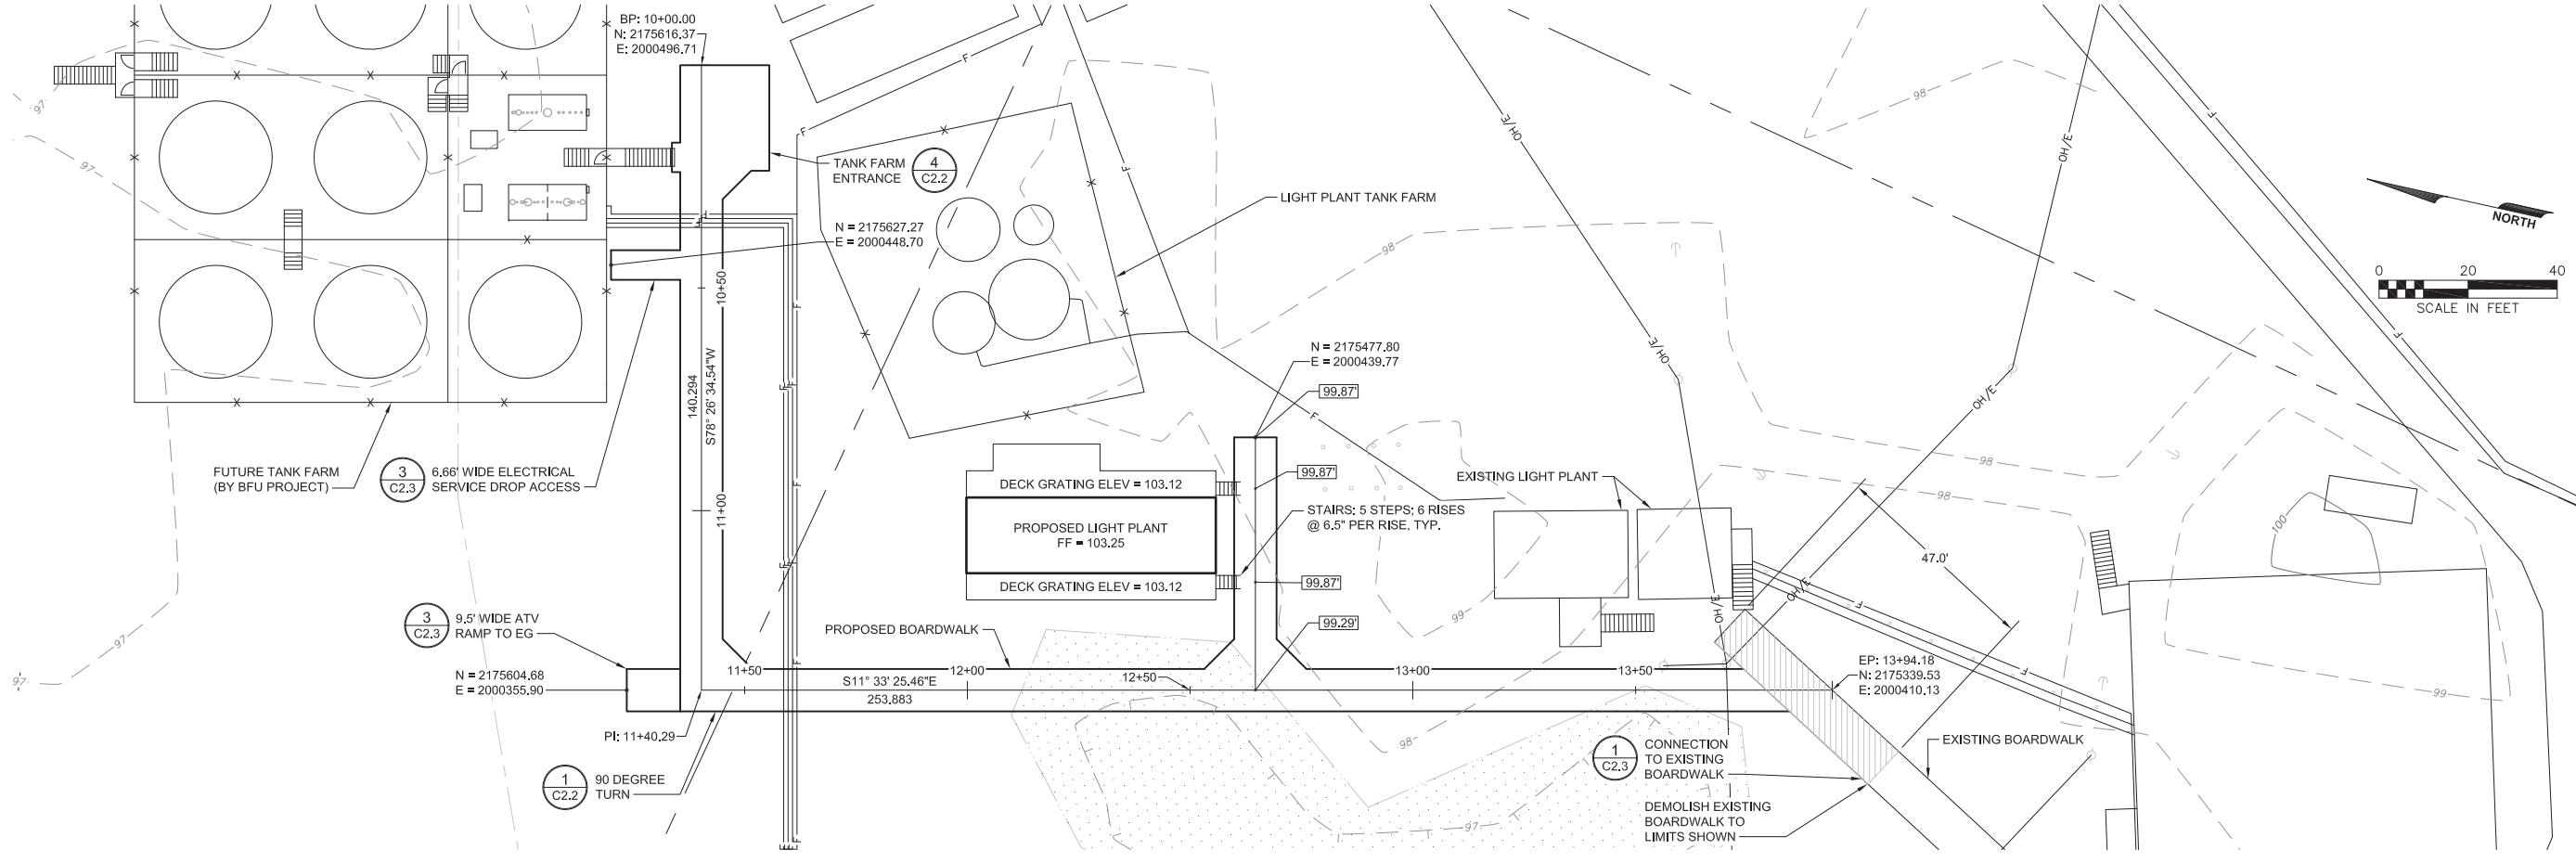 BP: 10+00.00
N: 2175616.37
E: 2000496.71
TANK FARM
ENTRANCE
4
C2.2
N = 2175627.27
E = 2000448.70
LIGHT PLANT TANK FARM
10+50
140.294
S78° 26' 34.54"W
11+00
FUTURE TANK FARM
(BY BFU PROJECT)
3
C2.3
6.66' WIDE ELECTRICAL
SERVICE DROP ACCESS
3
C2.3
9.5' WIDE ATV
RAMP TO EG
N = 2175604.68
E = 2000355.90
PI: 11+40.29
1
C2.2
90 DEGREE
TURN
DECK GRATING ELEV = 103.12
PROPOSED LIGHT PLANT
FF = 103.25
DECK GRATING ELEV = 103.12
PROPOSED BOARDWALK
N = 2175477.80
E = 2000439.77
99.87'
99.87'
STAIRS: 5 STEPS; 6 RISES
@ 6.5" PER RISE, TYP.
99.87'
99.29'
11+50
12+00
12+50
13+00
13+50
S11° 33' 25.46"E
253.883
EXISTING LIGHT PLANT
47.0'
EP: 13+94.18
N: 2175339.53
E: 2000410.13
EXISTING BOARDWALK
1
C2.3
CONNECTION
TO EXISTING
BOARDWALK
DEMOLISH EXISTING
BOARDWALK TO
LIMITS SHOWN
NORTH
0 20 40
SCALE IN FEET
OH/E
OH/E
OH/E
OH/E
OH/E
OH/E
F
F
F
F
F
F
F
F
F
F
F
97
97
97
97
97
98
98
98
98
98
99
99
100